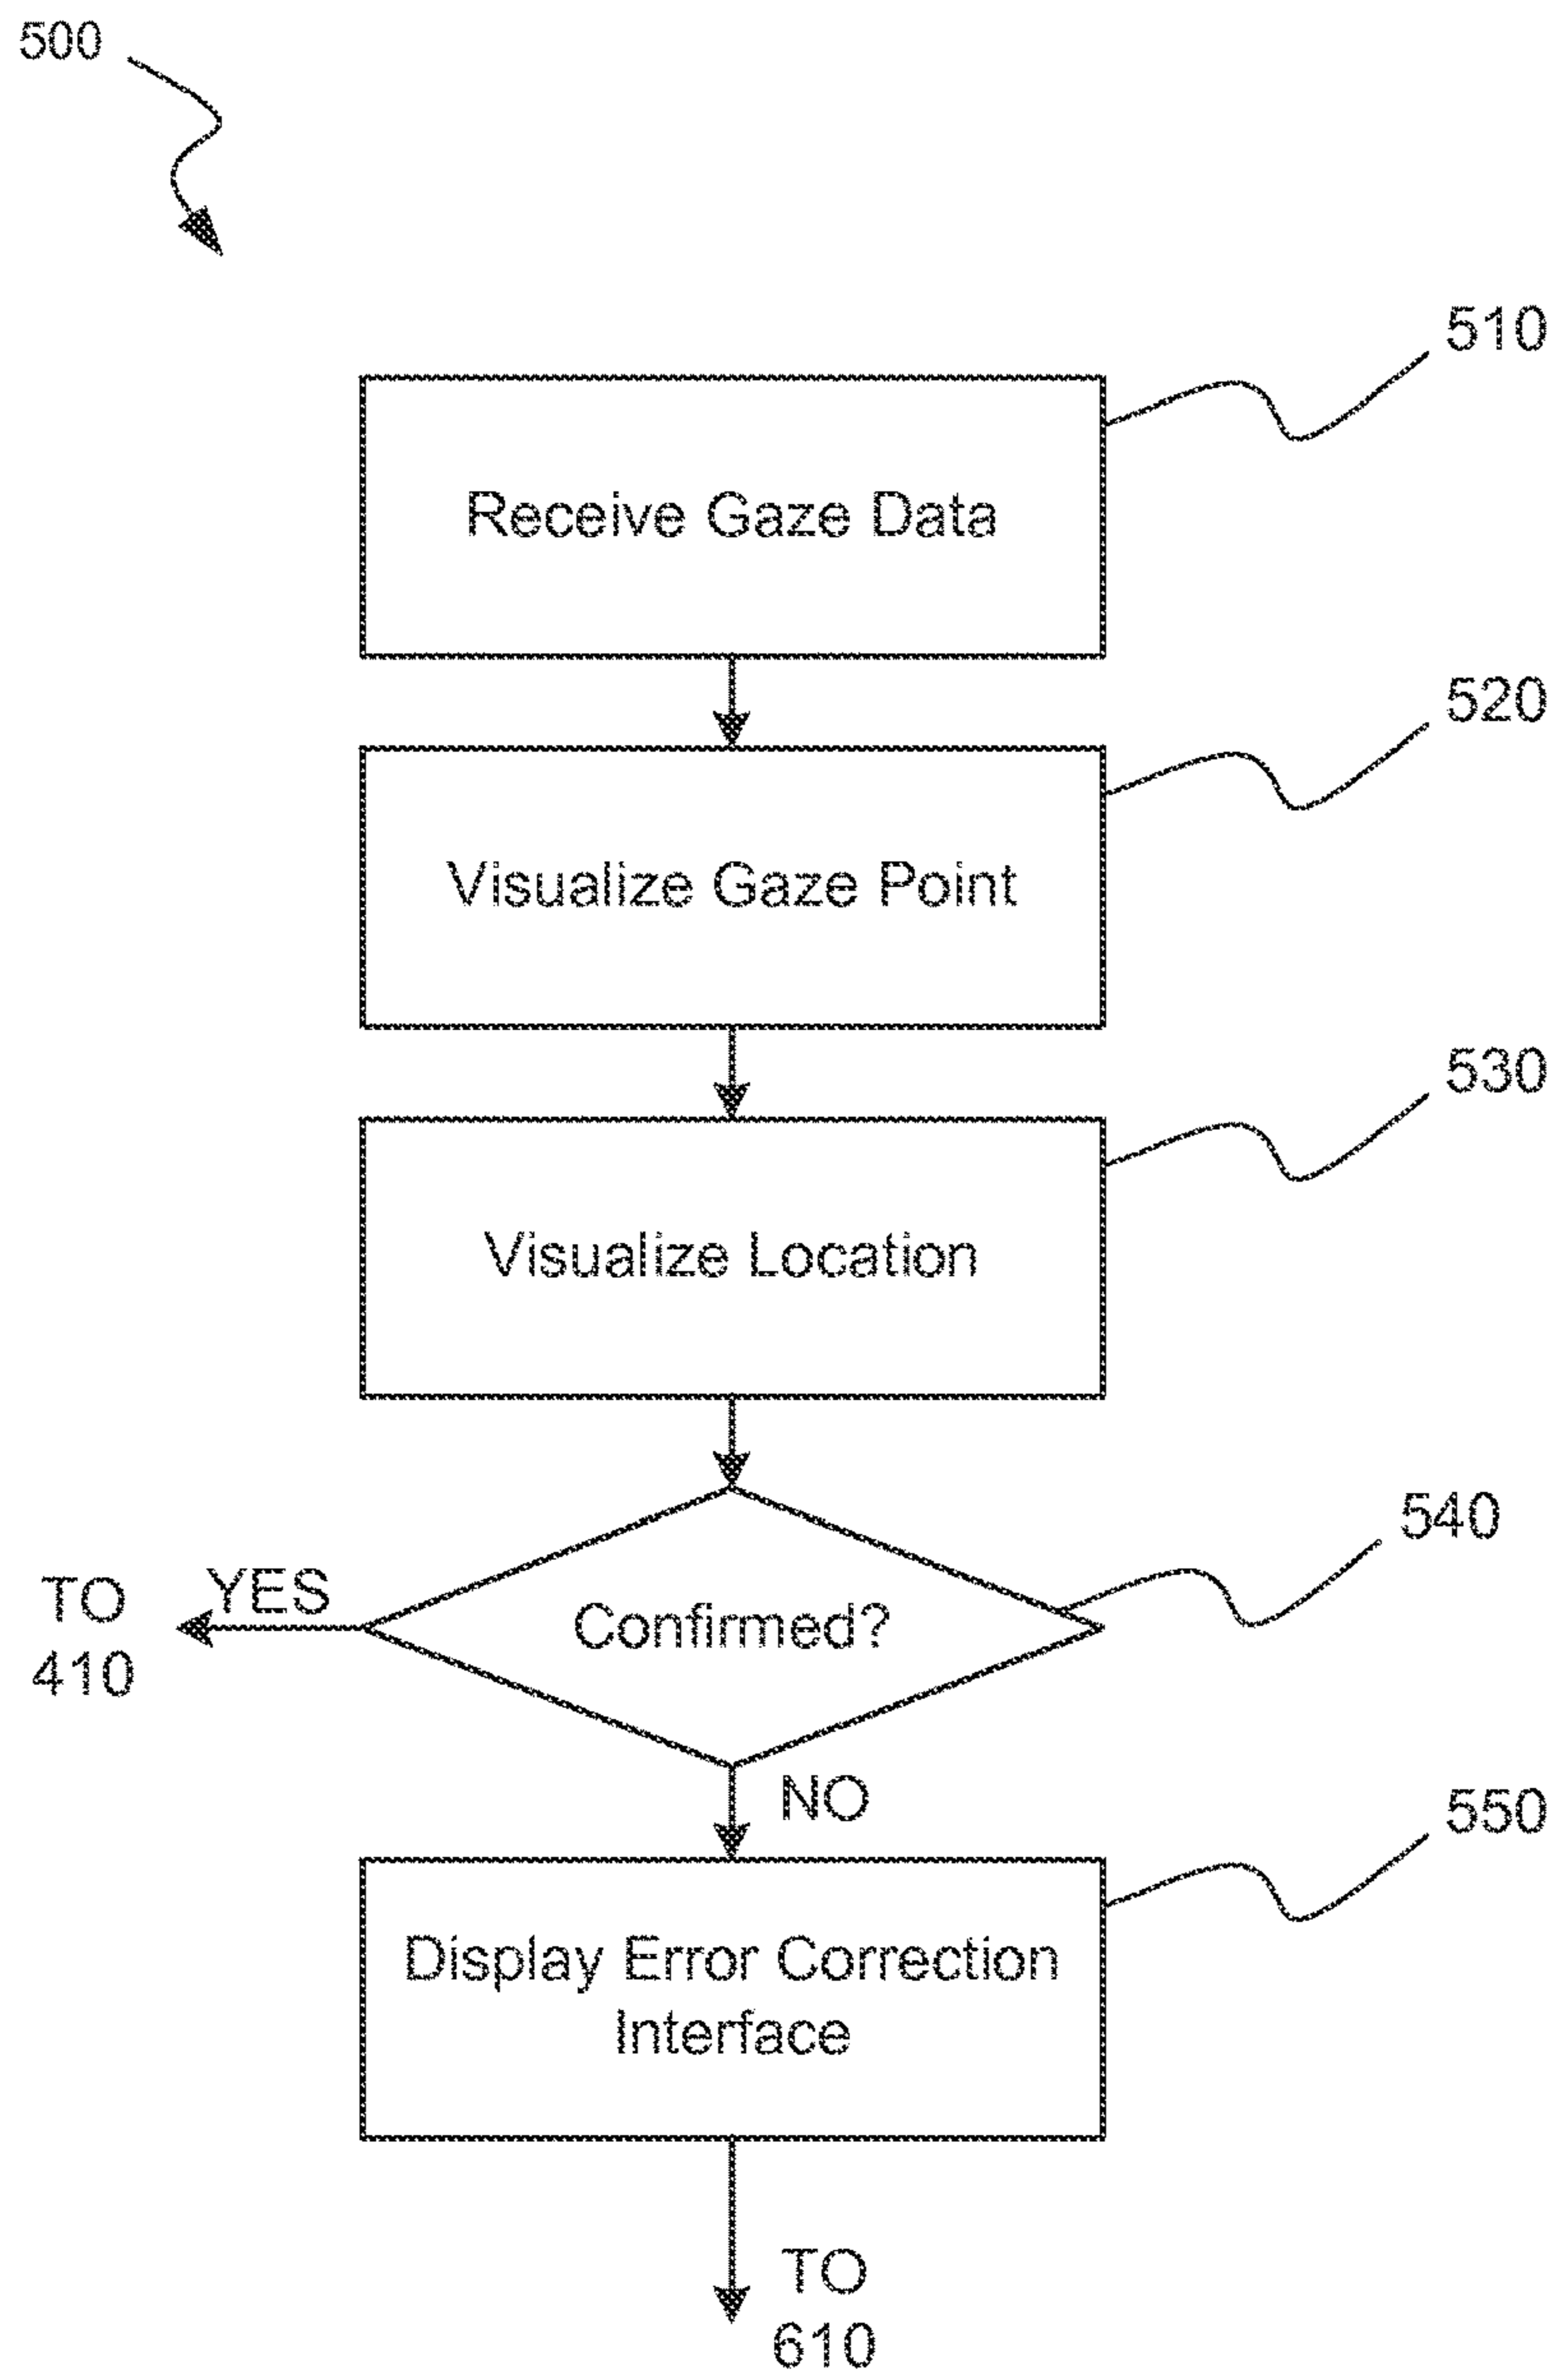 500
510
Receive Gaze Data
520
Visualize Gaze Point
530
Visualize Location
540
TO
410
YES
Confirmed?
NO
550
Display Error Correction
Interface
TO
610